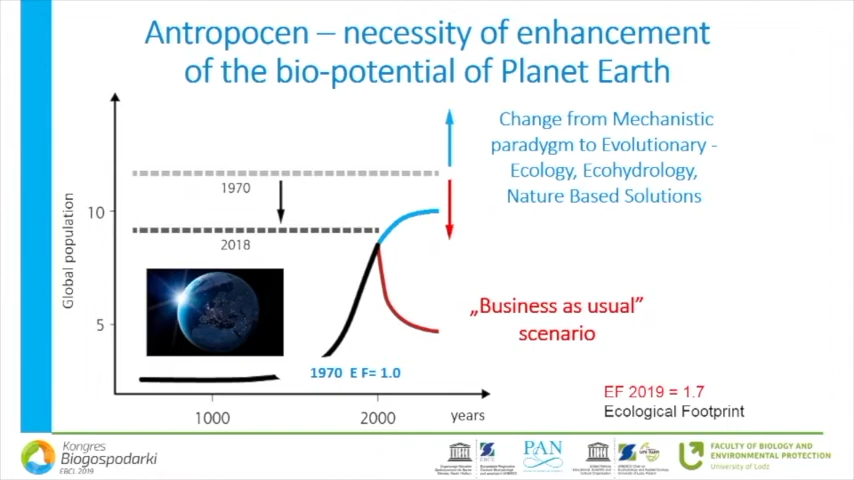 Antropocen – necessity of enhancement
of the bio-potential of Planet Earth
Change from Mechanistic
paradygm to Evolutionary -
Ecology, Ecohydrology,
Nature Based Solutions
Global population
10
5
1970
2018
„Business as usual”
scenario
1970 E F= 1.0
1000
2000
years
EF 2019 = 1.7
Ecological Footprint
Kongres
Biogospodarki
EBCL 2019
PAN
FACULTY OF BIOLOGY AND
ENVIRONMENTAL PROTECTION
University of Lodz